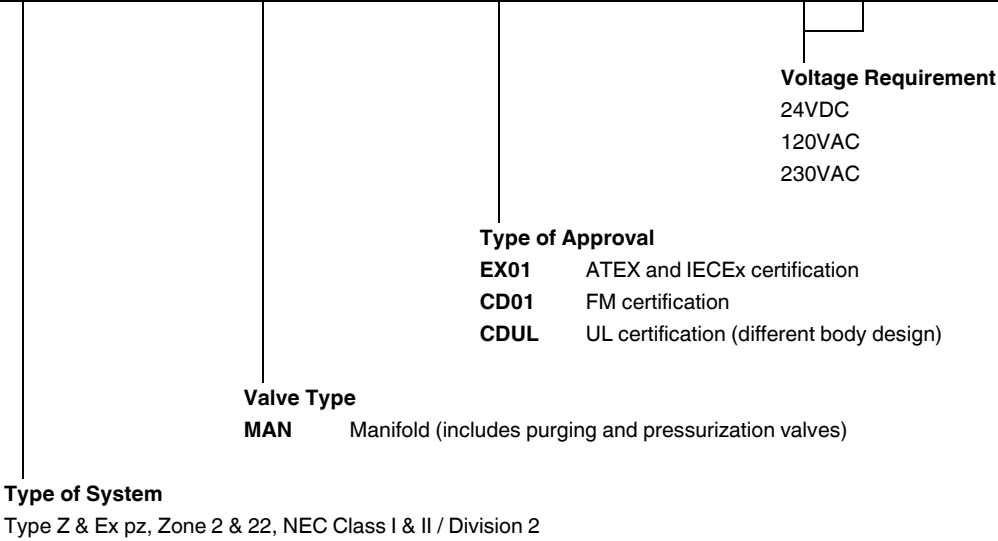 Voltage Requirement
24VDC
120VAC
230VAC
Type of Approval
EX01 ATEX and IECEx certification
CD01 FM certification
CDUL UL certification (different body design)
Valve Type
MAN Manifold (includes purging and pressurization valves)
Type of System
Type Z & Ex pz, Zone 2 & 22, NEC Class I & II / Division 2